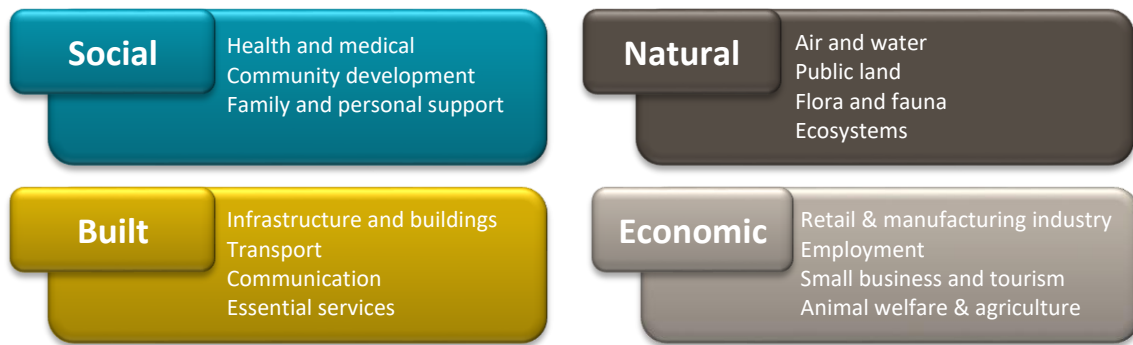 Social
Health and medical
Community development
Family and personal support
Natural
Air and water
Public land
Flora and fauna
Ecosystems
Built
Infrastructure and buildings
Transport
Communication
Essential services
Economic
Retail & manufacturing industry
Employment
Small business and tourism
Animal welfare & agriculture